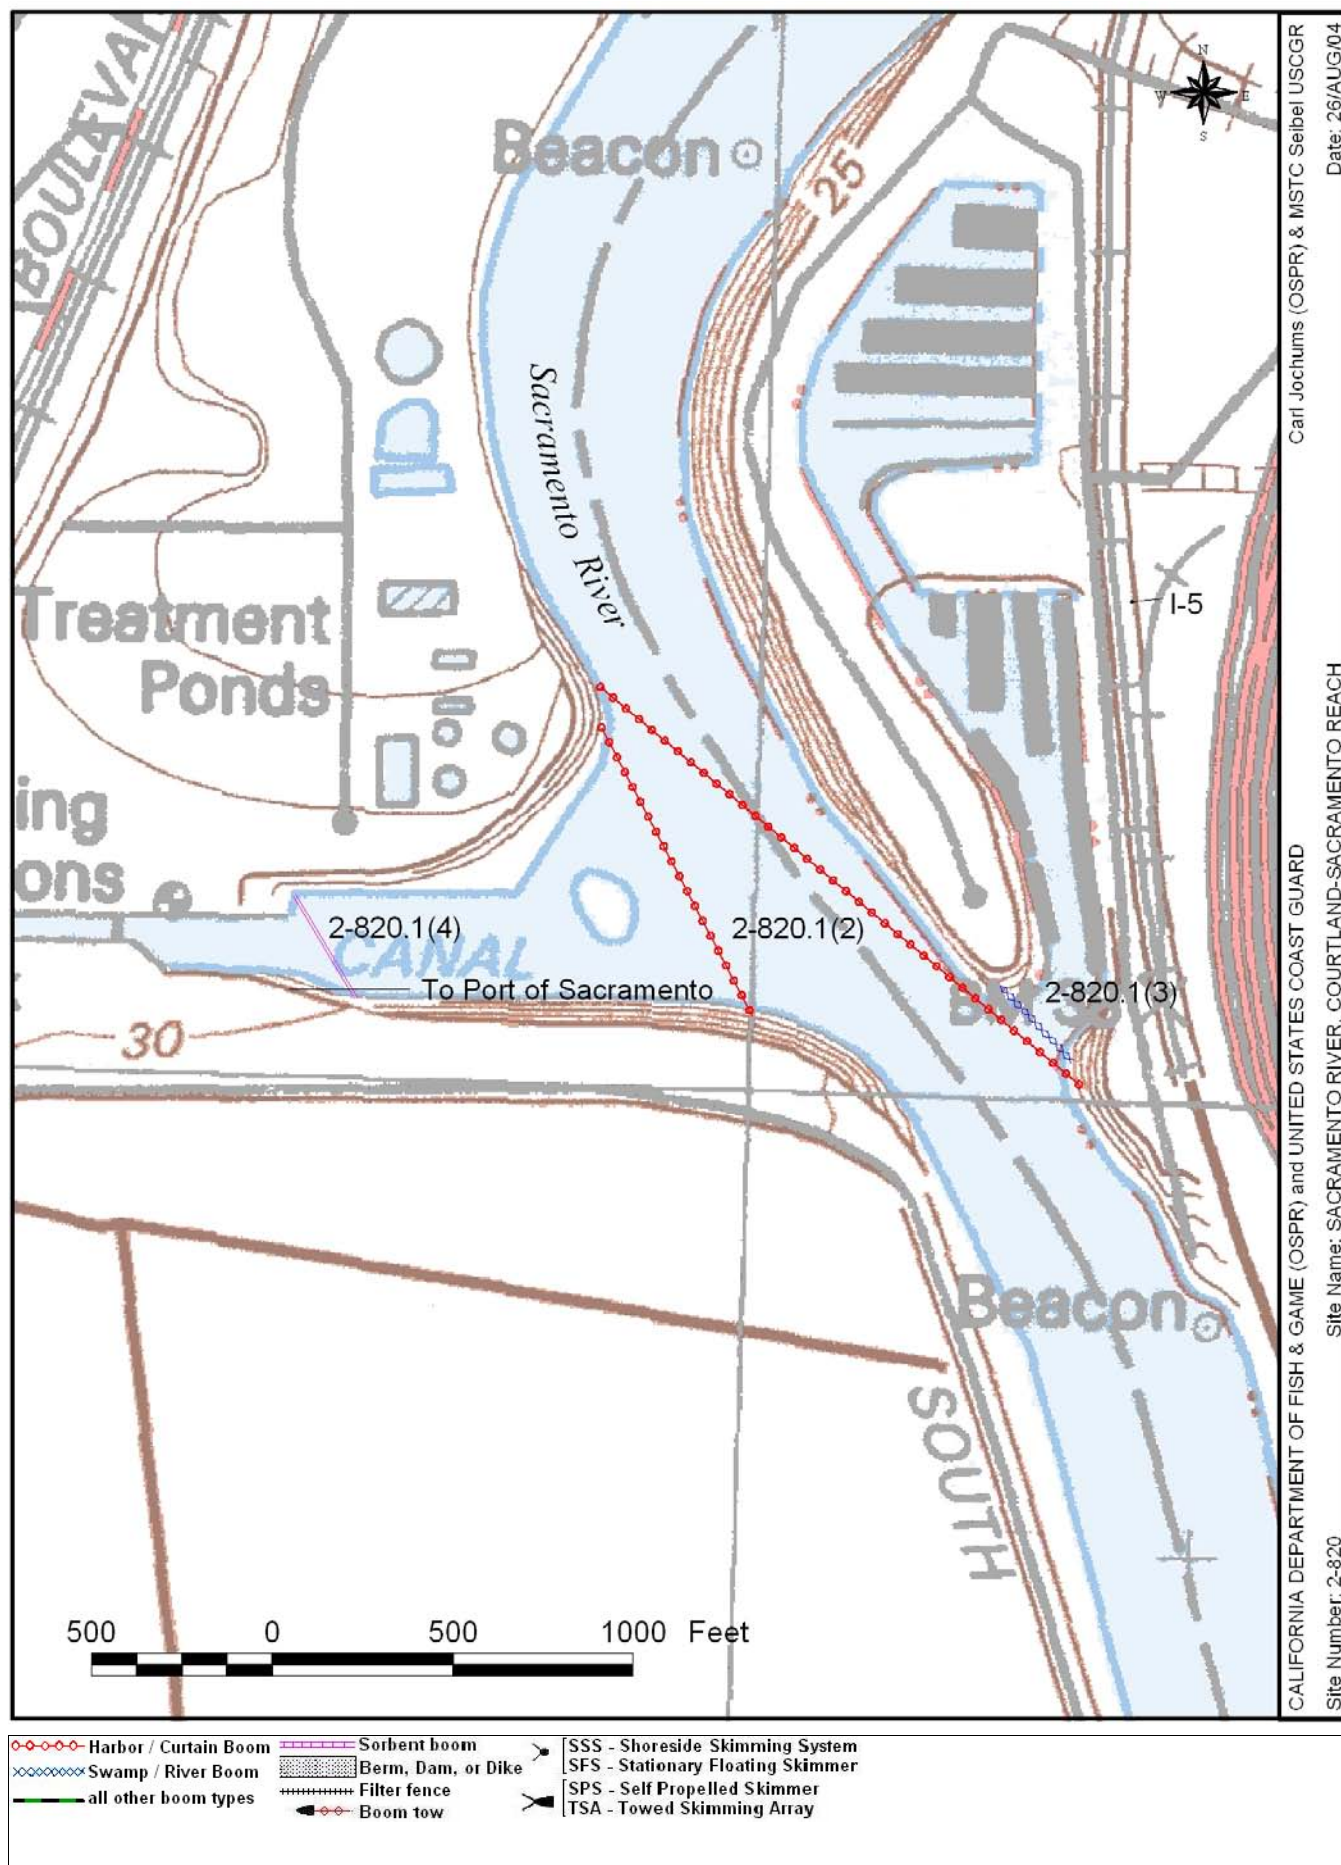 BOULEVA
Beacon
25
N
W E
S
Sacramento River
Treatment
Ponds
I-5
ing
ons
2-820.1(4)
2-820.1(2)
CANAL
To Port of Sacramento
2-820.1(3)
30
Beacon
SOUTH
500 0 500 1000 Feet
CALIFORNIA DEPARTMENT OF FISH & GAME (OSPR) and UNITED STATES COAST GUARD
Carl Jochums (OSPR) & MSTC Seibel USCGR
Site Number: 2-820
Site Name: SACRAMENTO RIVER, COURTLAND-SACRAMENTO REACH
Date: 26/AUG/04
Harbor / Curtain Boom
Swamp / River Boom
all other boom types
Sorbent boom
Berm, Dam, or Dike
Filter fence
Boom tow
SSS - Shoreside Skimming System
SFS - Stationary Floating Skimmer
SPS - Self Propelled Skimmer
TSA - Towed Skimming Array